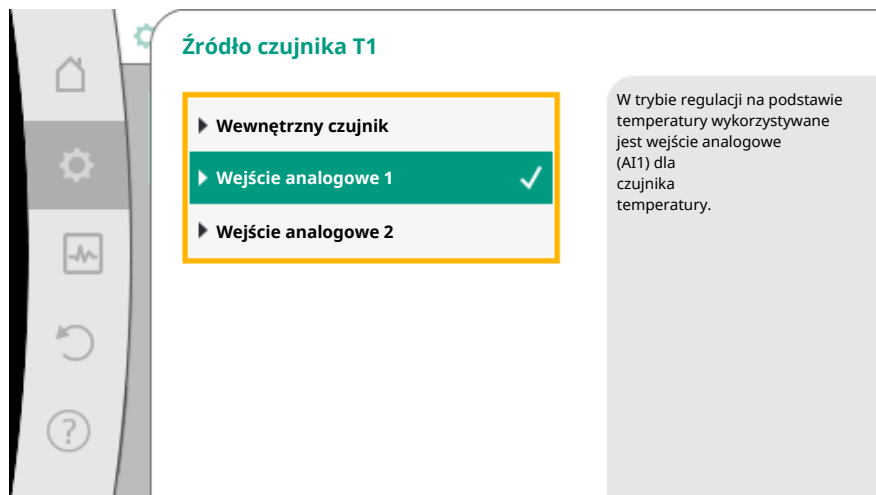 Źródło czujnika T1
Wewnętrzny czujnik
Wejście analogowe 1
Wejście analogowe 2
W trybie regulacji na podstawie
temperatury wykorzystywane
jest wejście analogowe
(AI1) dla
czujnika
temperatury.
?